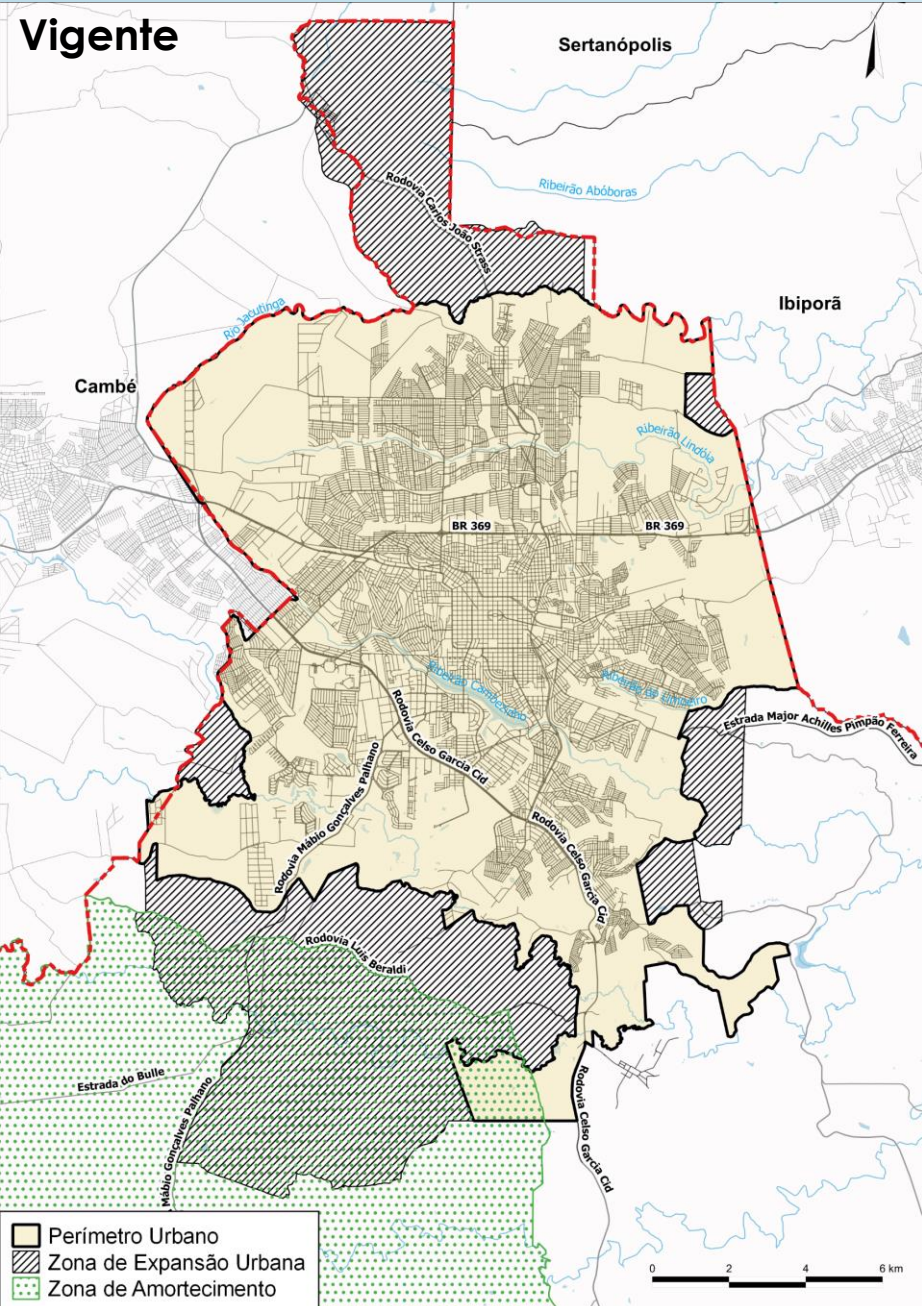 Vigente
Sertanópolis
Ribeirão Abóboras
Rodovia Carlos João Strass
Ibiporã
Rio Jacutinga
Cambé
Ribeirão Lindóia
BR 369
BR 369
Ribeirão Cambezinho
Ribeirão do Limoeiro
Estrada Major Achilles Pimpão Ferreira
Rodovia Celso Garcia Cid
Rodovia Mábio Gonçalves Palhano
Rodovia Celso Garcia Cid
Rodovia Luis Beraldi
Estrada do Bulle
Mábio Gonçalves Palhano
Rodovia Celso Garcia Cid
Perímetro Urbano
Zona de Expansão Urbana
Zona de Amortecimento
0 2 4 6 km